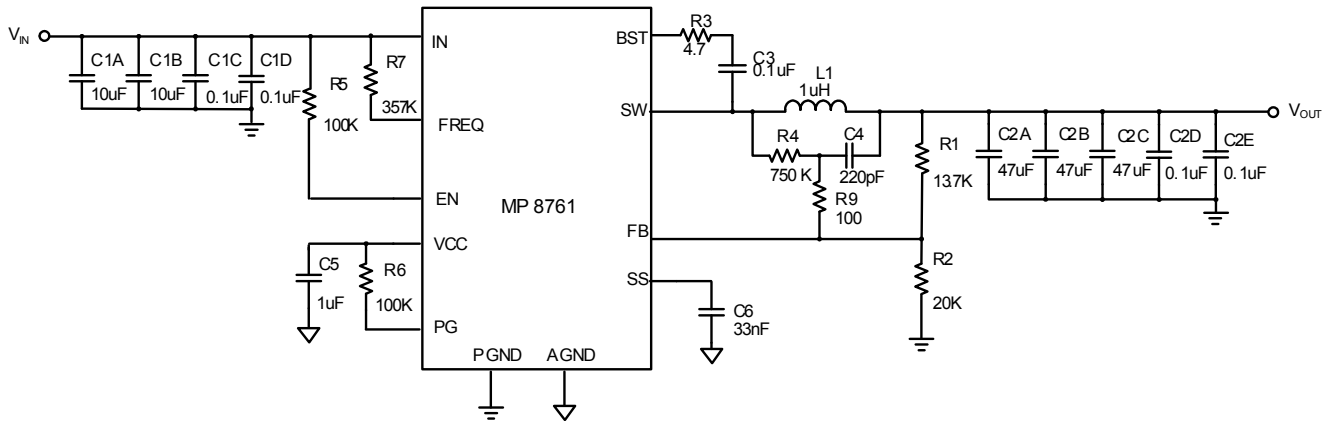 V_IN
C1A
10uF
C1B
10uF
C1C
0.1uF
C1D
0.1uF
R5
100K
R7
357K
IN
FREQ
EN
VCC
PG
PGND
AGND
MP 8761
BST
SW
FB
SS
C5
1uF
R6
100K
R3
4.7
C3
0.1uF
L1
1uH
R4
750 K
C4
220pF
R9
100
R1
13.7K
R2
20K
C6
33nF
C2A
47uF
C2B
47uF
C2C
47uF
C2D
0.1uF
C2E
0.1uF
V_OUT